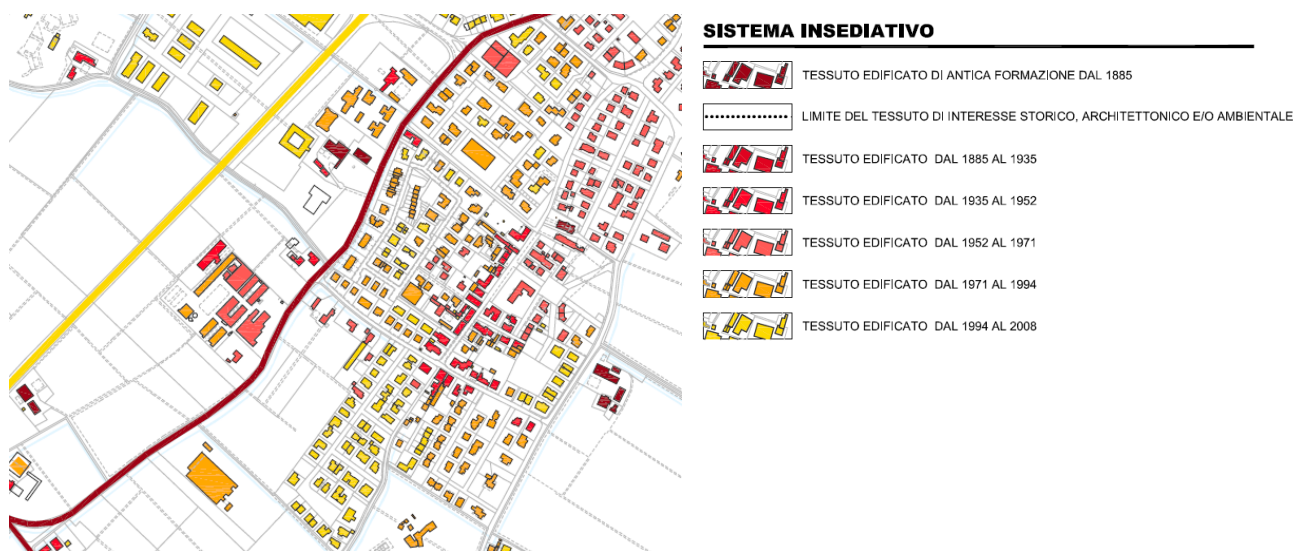 SISTEMA INSEDIATIVO
TESSUTO EDIFICATO DI ANTICA FORMAZIONE DAL 1885
LIMITE DEL TESSUTO DI INTERESSE STORICO, ARCHITETTONICO E/O AMBIENTALE
TESSUTO EDIFICATO DAL 1885 AL 1935
TESSUTO EDIFICATO DAL 1935 AL 1952
TESSUTO EDIFICATO DAL 1952 AL 1971
TESSUTO EDIFICATO DAL 1971 AL 1994
TESSUTO EDIFICATO DAL 1994 AL 2008